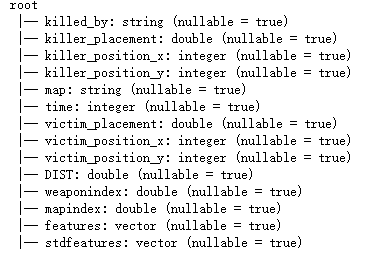 root
 |-- killed_by: string (nullable = true)
 |-- killer_placement: double (nullable = true)
 |-- killer_position_x: integer (nullable = true)
 |-- killer_position_y: integer (nullable = true)
 |-- map: string (nullable = true)
 |-- time: integer (nullable = true)
 |-- victim_placement: double (nullable = true)
 |-- victim_position_x: integer (nullable = true)
 |-- victim_position_y: integer (nullable = true)
 |-- DIST: double (nullable = true)
 |-- weaponindex: double (nullable = true)
 |-- mapindex: double (nullable = true)
 |-- features: vector (nullable = true)
 |-- stdfeatures: vector (nullable = true)